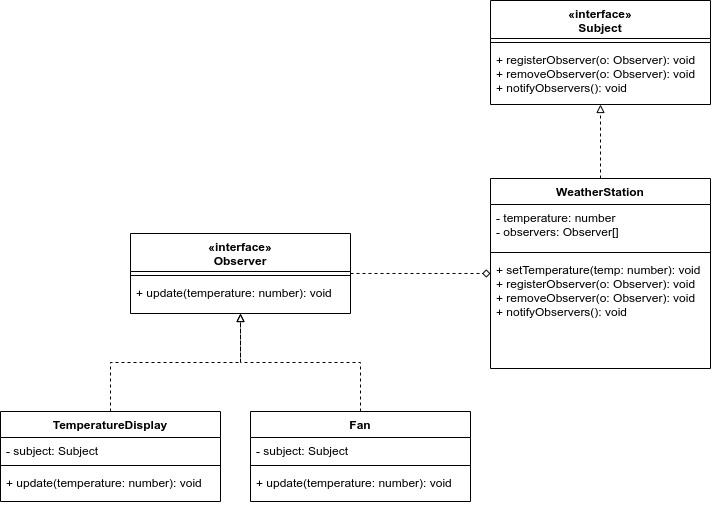 «interface»
Subject
+ registerObserver(o: Observer): void
+ removeObserver(o: Observer): void
+ notifyObservers(): void
WeatherStation
- temperature: number
- observers: Observer[]
+ setTemperature(temp: number): void
+ registerObserver(o: Observer): void
+ removeObserver(o: Observer): void
+ notifyObservers(): void
«interface»
Observer
+ update(temperature: number): void
TemperatureDisplay
- subject: Subject
+ update(temperature: number): void
Fan
- subject: Subject
+ update(temperature: number): void